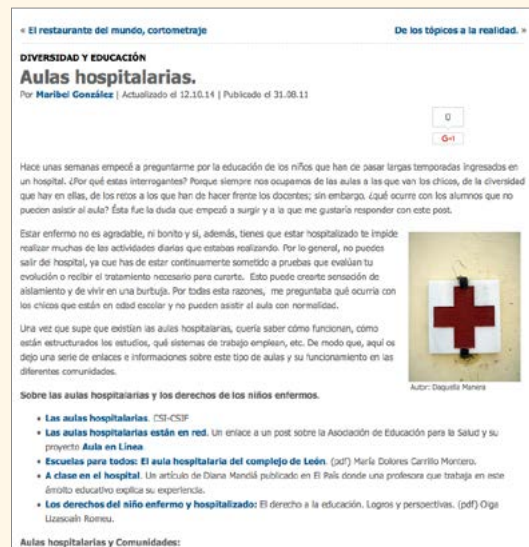 « El restaurante del mundo, cortometraje
De los tópicos a la realidad. »
DIVERSIDAD Y EDUCACIÓN
Aulas hospitalarias.
Por Maribel González | Actualizado el 12.10.14 | Publicado el 31.08.11
0
G+1
Hace unas semanas empecé a preguntarme por la educación de los niños que han de pasar largas temporadas ingresados en
un hospital. ¿Por qué estas interrogantes? Porque siempre nos ocupamos de las aulas a las que van los chicos, de la diversidad
que hay en ellas, de los retos a los que han de hacer frente los docentes; sin embargo, ¿qué ocurre con los alumnos que no
pueden asistir al aula? Ésta fue la duda que empezó a surgir y a la que me gustaría responder con este post.
Estar enfermo no es agradable, ni bonito y si, además, tienes que estar hospitalizado te impide
realizar muchas de las actividades diarias que estabas realizando. Por lo general, no puedes
salir del hospital, ya que has de estar continuamente sometido a pruebas que evalúan tu
evolución o recibir el tratamiento necesario para curarte. Esto puede crearte sensación de
aislamiento y de vivir en una burbuja. Por todas esta razones, me preguntaba qué ocurría con
los chicos que están en edad escolar y no pueden asistir al aula con normalidad.
Una vez que supe que existían las aulas hospitalarias, quería saber cómo funcionan, cómo
están estructurados los estudios, qué sistemas de trabajo emplean, etc. De modo que, aquí os
dejo una serie de enlaces e informaciones sobre este tipo de aulas y su funcionamiento en las
diferentes comunidades.
Autor: Daquella Manera
Sobre las aulas hospitalarias y los derechos de los niños enfermos.
• Las aulas hospitalarias. CSI-CSIF
• Las aulas hospitalarias están en red. Un enlace a un post sobre la Asociación de Educación para la Salud y su
proyecto Aula en Línea.
• Escuelas para todos: El aula hospitalaria del complejo de León. (pdf) María Dolores Carrillo Montero.
• A clase en el hospital. Un artículo de Diana Mandiá publicado en El País donde una profesora que trabaja en este
ámbito educativo explica su experiencia.
• Los derechos del niño enfermo y hospitalizado: El derecho a la educación. Logros y perspectivas. (pdf) Olga
Lizasoáin Romeu.
Aulas hospitalarias y Comunidades: